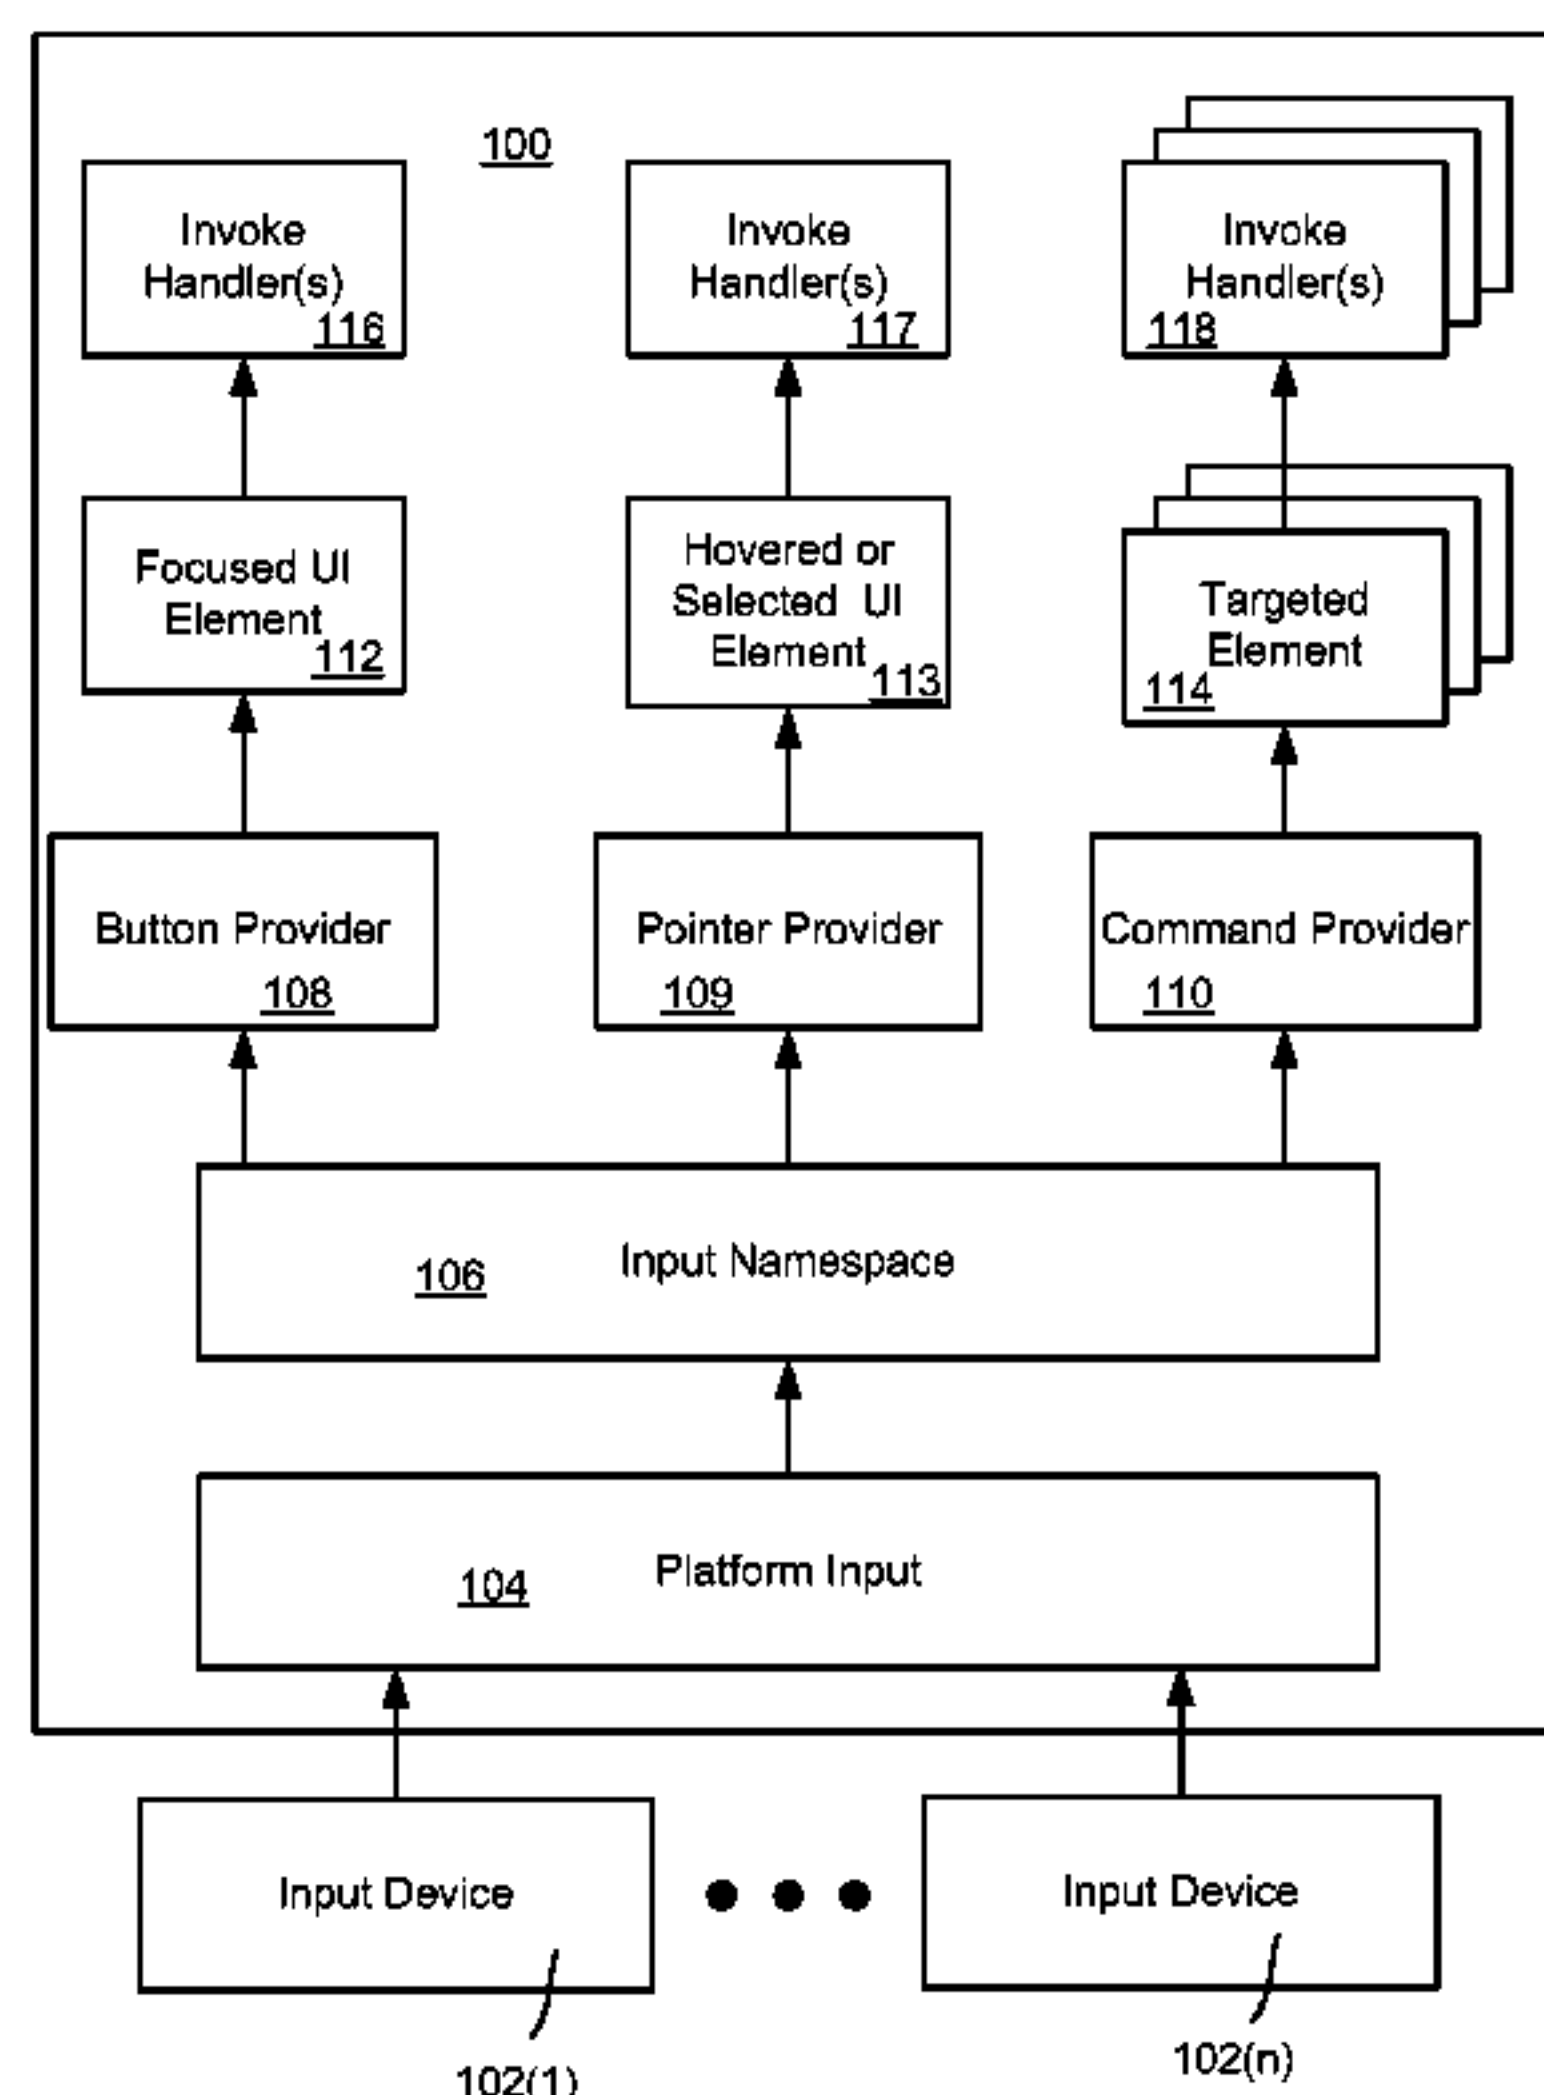 100
Invoke
Handler(s)
116
Invoke
Handler(s)
117
Invoke
Handler(s)
118
Focused UI
Element
112
Hovered or
Selected UI
Element
113
Targeted
Element
114
Button Provider
108
Pointer Provider
109
Command Provider
110
Input Namespace
106
Platform Input
104
Input Device
102(1)
Input Device
102(n)